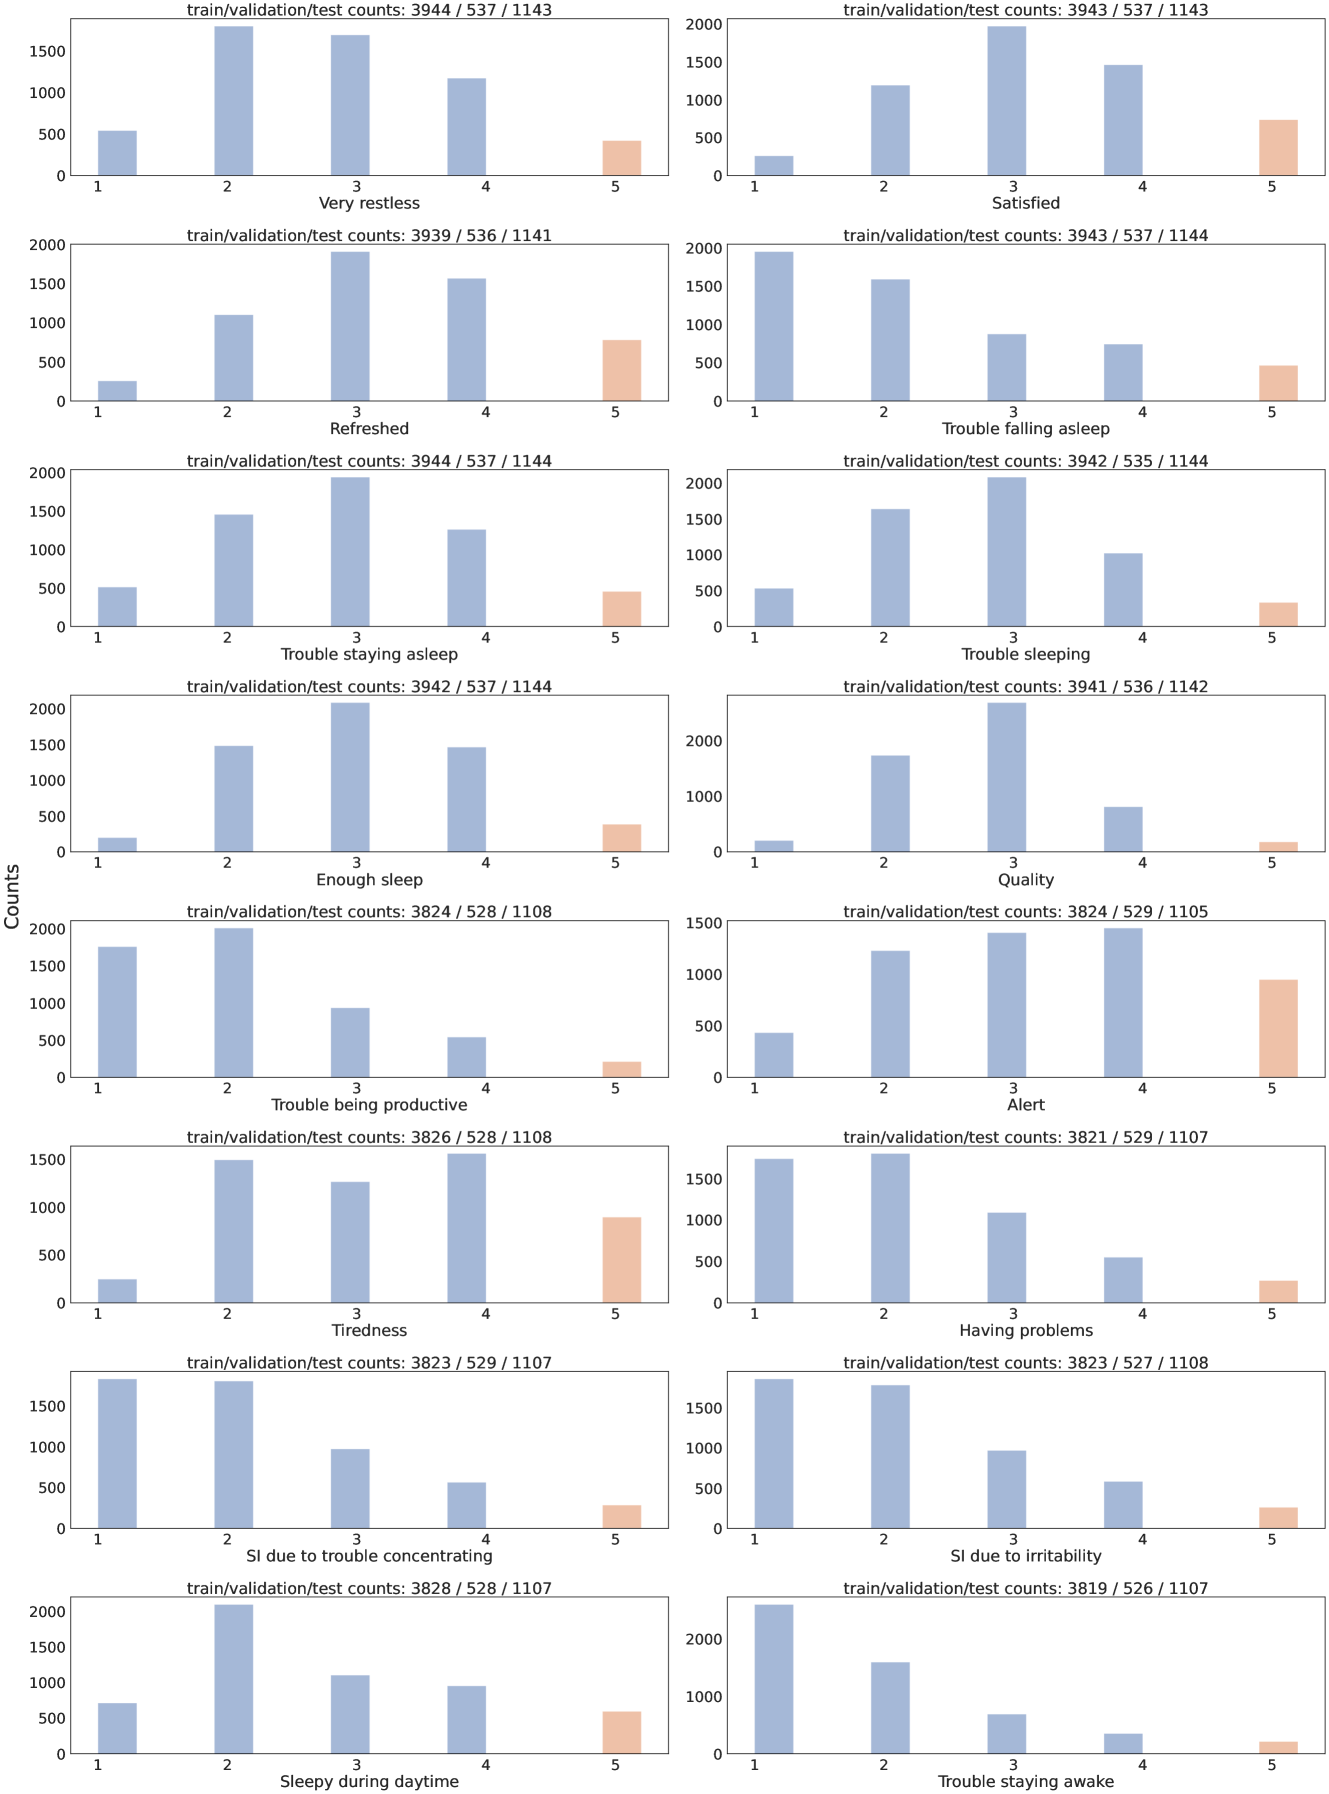 train/validation/test counts: 3944 / 537 / 1143
1500
1000
500
0
1 2 3 4 5
Very restless
train/validation/test counts: 3943 / 537 / 1143
2000
1500
1000
500
0
1 2 3 4 5
Satisfied
train/validation/test counts: 3939 / 536 / 1141
2000
1500
1000
500
0
1 2 3 4 5
Refreshed
train/validation/test counts: 3943 / 537 / 1144
2000
1500
1000
500
0
1 2 3 4 5
Trouble falling asleep
train/validation/test counts: 3944 / 537 / 1144
2000
1500
1000
500
0
1 2 3 4 5
Trouble staying asleep
train/validation/test counts: 3942 / 535 / 1144
2000
1500
1000
500
0
1 2 3 4 5
Trouble sleeping
train/validation/test counts: 3942 / 537 / 1144
2000
1500
1000
500
0
1 2 3 4 5
Enough sleep
train/validation/test counts: 3941 / 536 / 1142
2000
1000
0
1 2 3 4 5
Quality
Counts
train/validation/test counts: 3824 / 528 / 1108
2000
1500
1000
500
0
1 2 3 4 5
Trouble being productive
train/validation/test counts: 3824 / 529 / 1105
1500
1000
500
0
1 2 3 4 5
Alert
train/validation/test counts: 3826 / 528 / 1108
1500
1000
500
0
1 2 3 4 5
Tiredness
train/validation/test counts: 3821 / 529 / 1107
1500
1000
500
0
1 2 3 4 5
Having problems
train/validation/test counts: 3823 / 529 / 1107
1500
1000
500
0
1 2 3 4 5
SI due to trouble concentrating
train/validation/test counts: 3823 / 527 / 1108
1500
1000
500
0
1 2 3 4 5
SI due to irritability
train/validation/test counts: 3828 / 528 / 1107
2000
1500
1000
500
0
1 2 3 4 5
Sleepy during daytime
train/validation/test counts: 3819 / 526 / 1107
2000
1000
0
1 2 3 4 5
Trouble staying awake